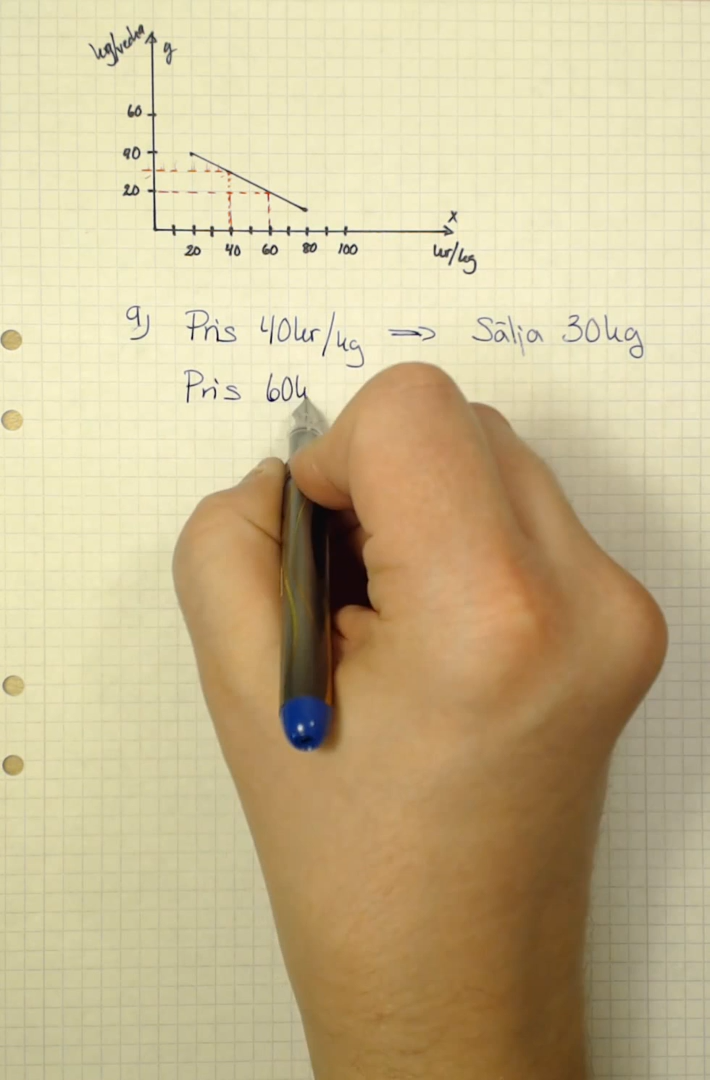 kg/vecka g
60
40
20
20 40 60 80 100
x
kr/kg
a) Pris 40kr/kg => Sälja 30kg
Pris 60k